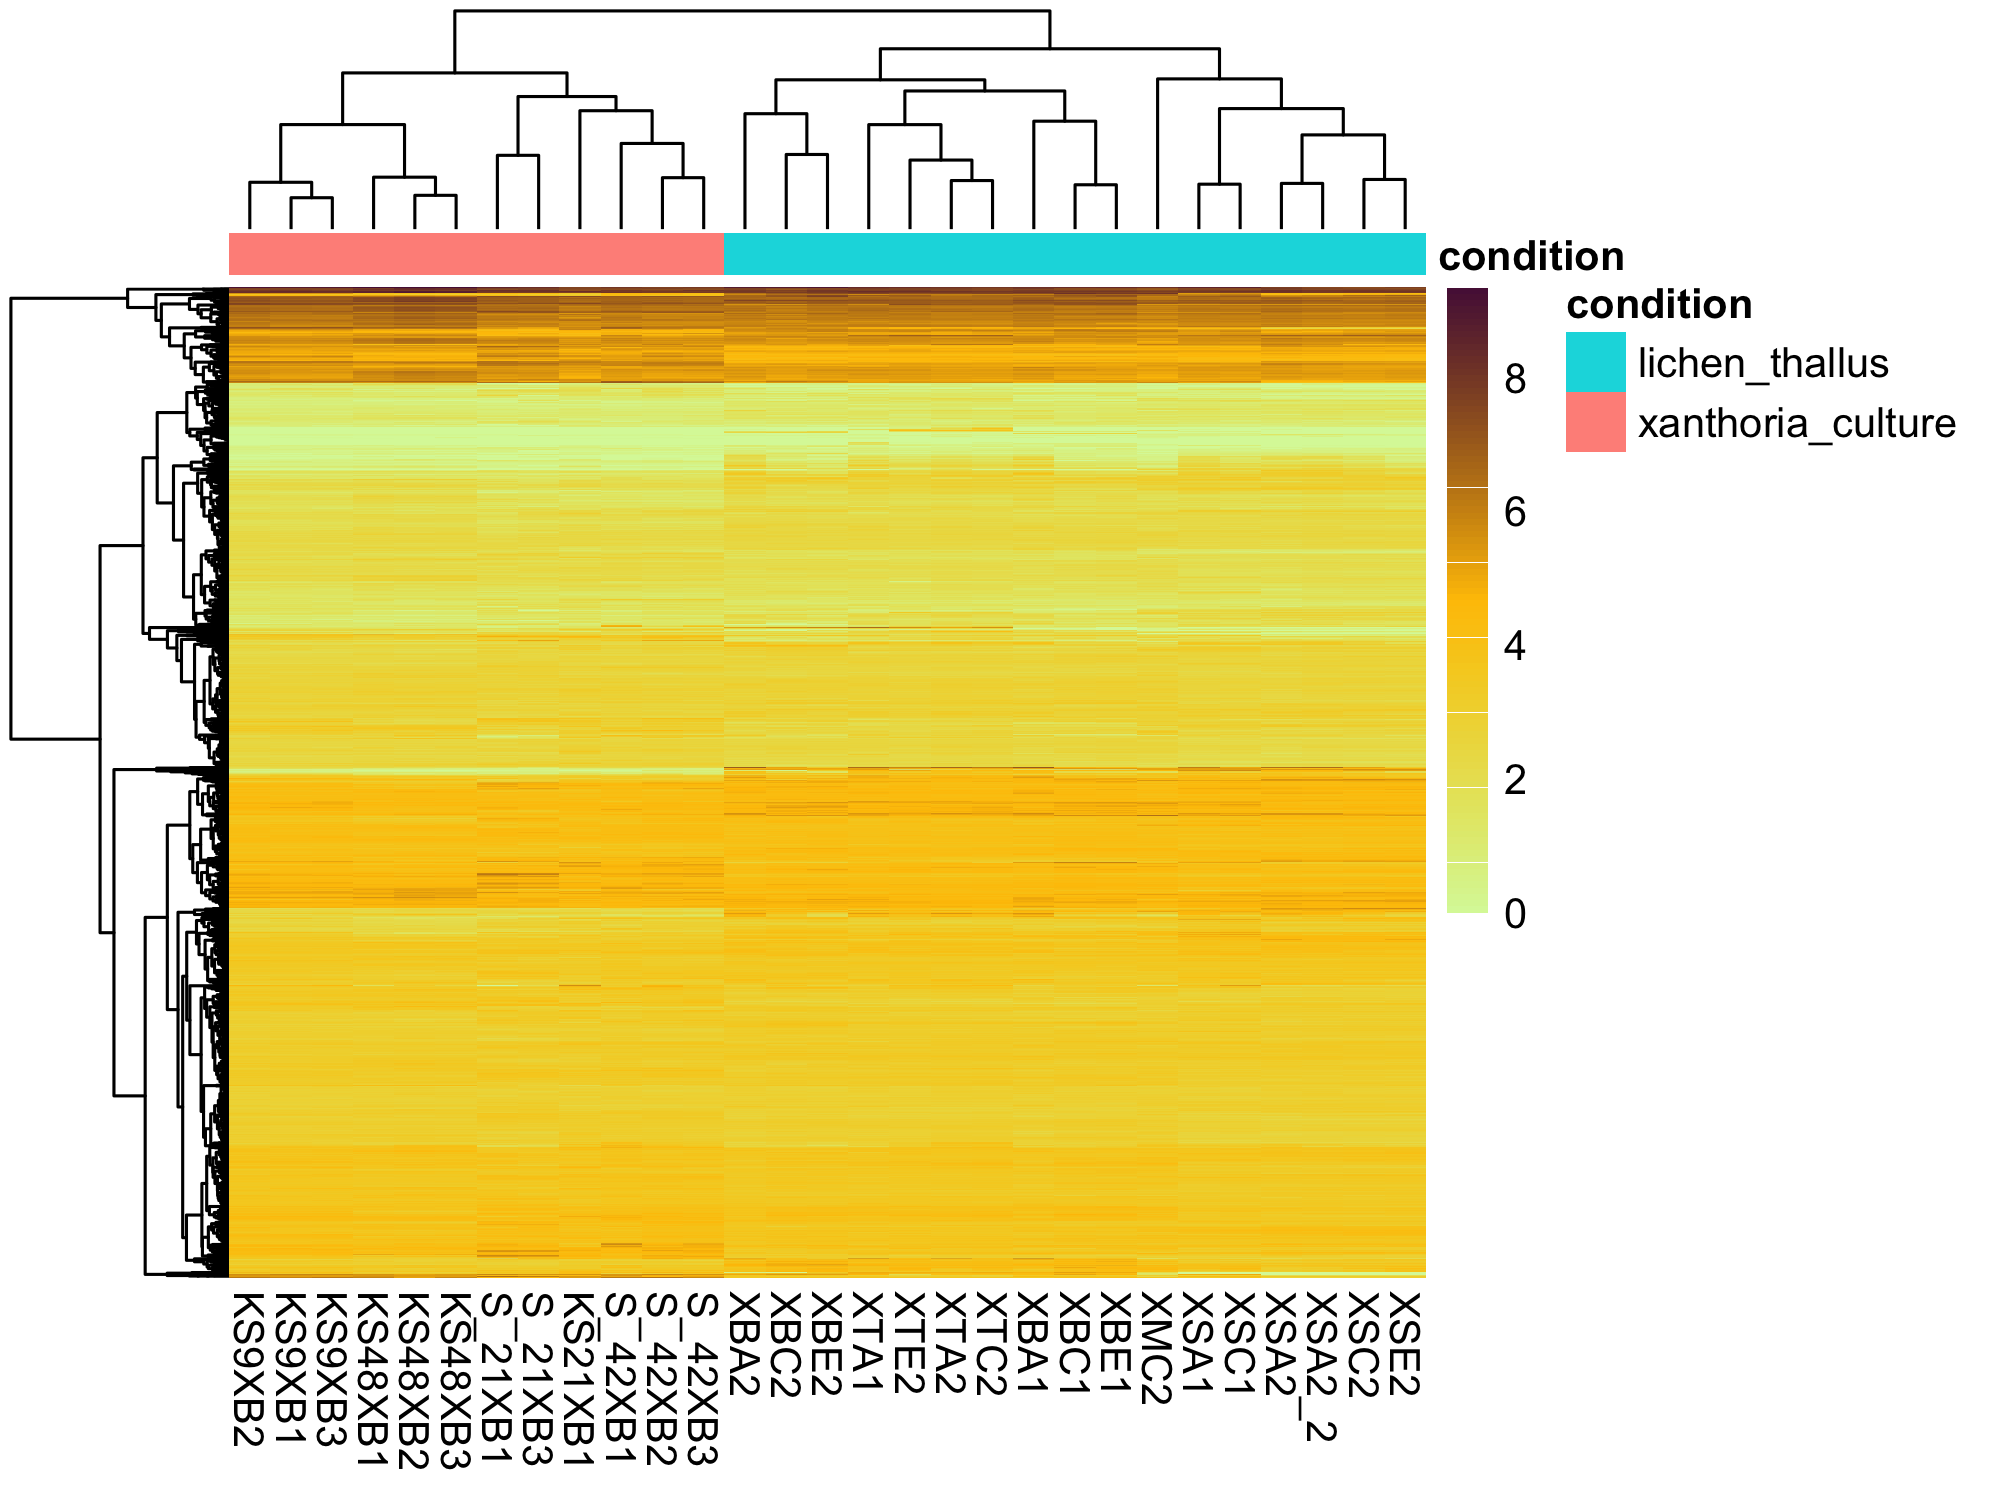 condition
condition
lichen_thallus
xanthoria_culture
8
6
4
2
0
KS9XB2
KS9XB1
KS9XB3
KS48XB1
KS48XB2
KS48XB3
S_21XB1
S_21XB3
KS21XB1
S_42XB1
S_42XB2
S_42XB3
XBA2
XBC2
XBE2
XTA1
XTE2
XTA2
XTC2
XBA1
XBC1
XBE1
XMC2
XSA1
XSC1
XSA2
XSA2_2
XSC2
XSE2